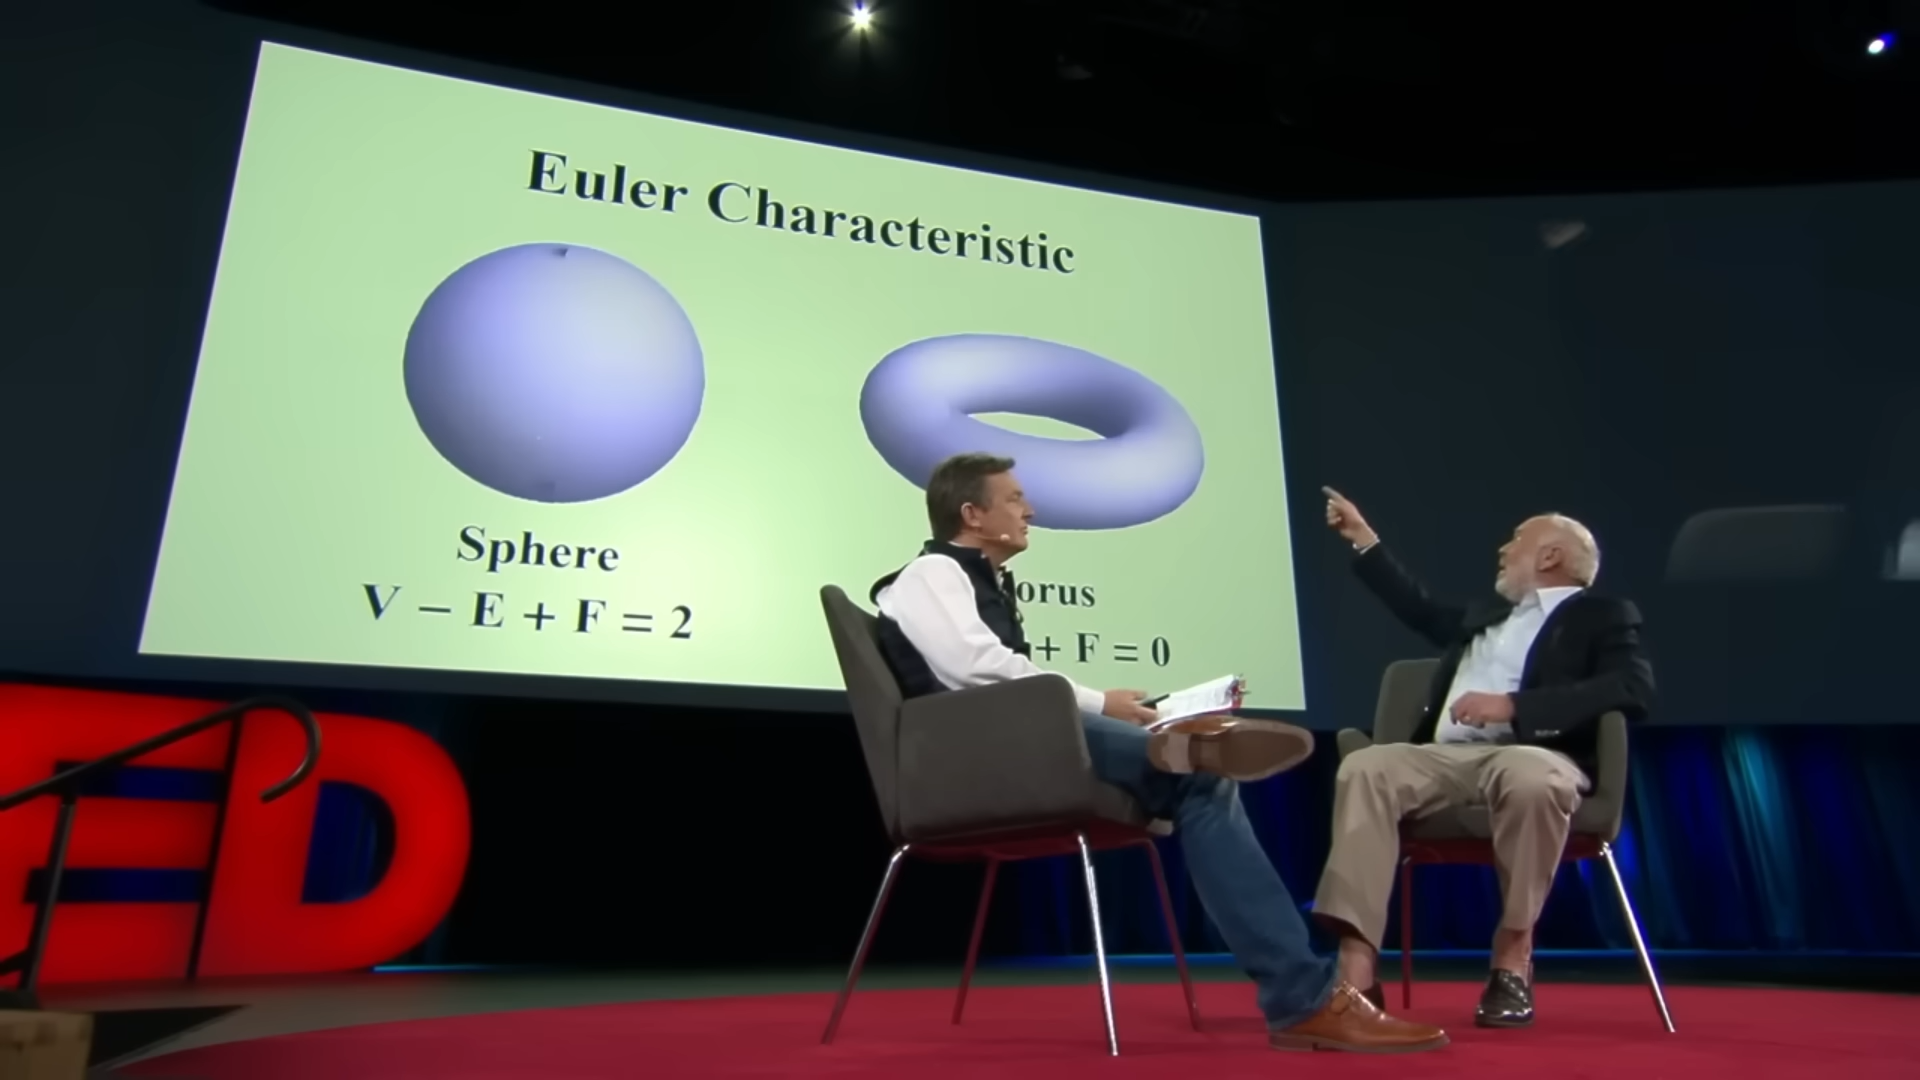 Euler Characteristic
Sphere
V – E + F = 2
orus
+ F = 0
ED